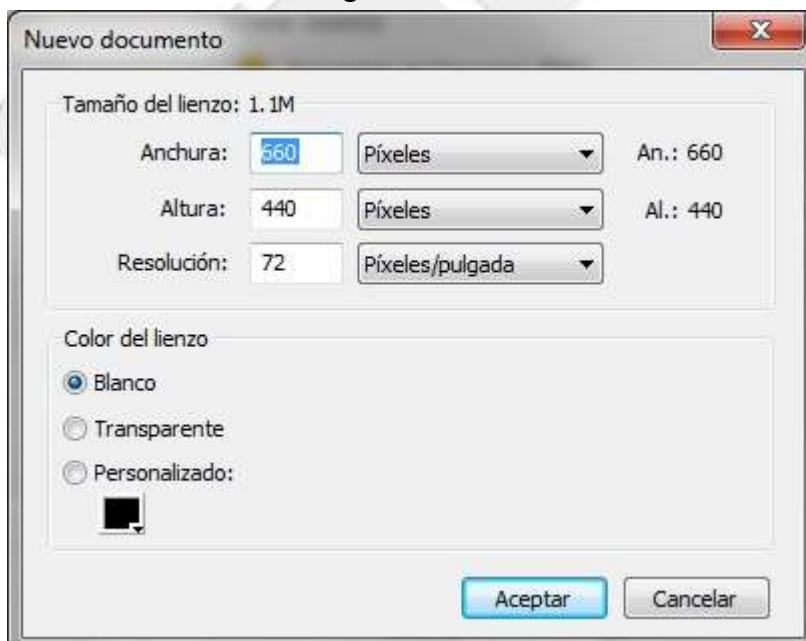 Nuevo documento
Tamaño del lienzo: 1.1M
Anchura: 660 Píxeles An.: 660
Altura: 440 Píxeles Al.: 440
Resolución: 72 Píxeles/pulgada
Color del lienzo
Blanco
Transparente
Personalizado:
Aceptar Cancelar